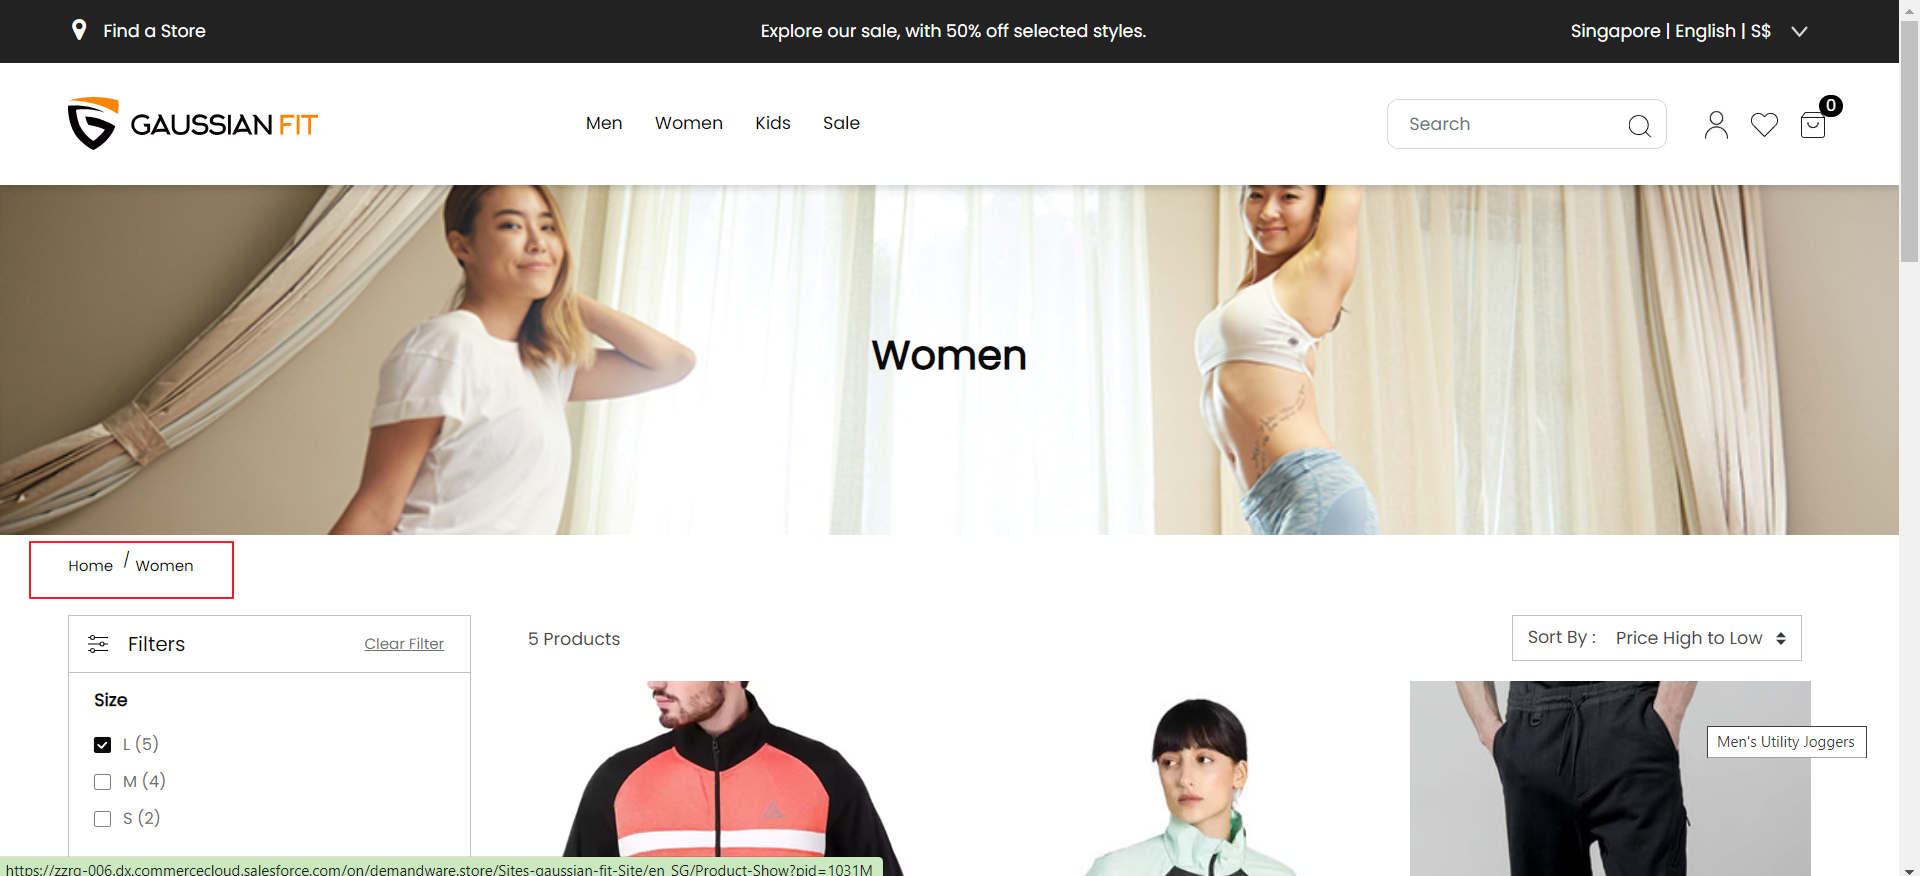 Find a Store
Explore our sale, with 50% off selected styles.
Singapore | English | S$
GAUSSIAN FIT
Men
Women
Kids
Sale
Search
0
Women
Home / Women
Filters
Clear Filter
5 Products
Sort By : Price High to Low
Size
L (5)
M (4)
S (2)
Men's Utility Joggers
https://zzrq-006.dx.commercecloud.salesforce.com/on/demandware.store/Sites-gaussian-fit-Site/en_SG/Product-Show?pid=1031M